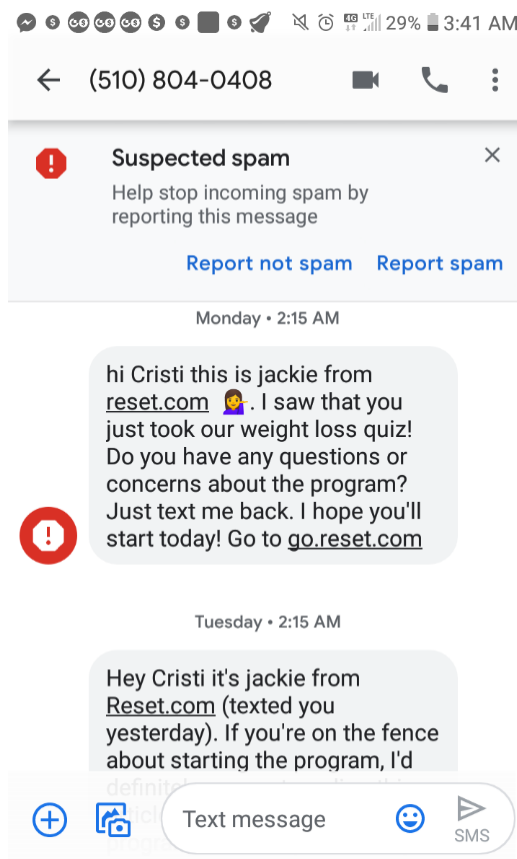 4G LTE 29% 3:41 AM
(510) 804-0408
Suspected spam
Help stop incoming spam by
reporting this message
Report not spam Report spam
Monday • 2:15 AM
hi Cristi this is jackie from
reset.com 💁‍♀️. I saw that you
just took our weight loss quiz!
Do you have any questions or
concerns about the program?
Just text me back. I hope you'll
start today! Go to go.reset.com
Tuesday • 2:15 AM
Hey Cristi it's jackie from
Reset.com (texted you
yesterday). If you're on the fence
about starting the program, I'd
Text message
SMS